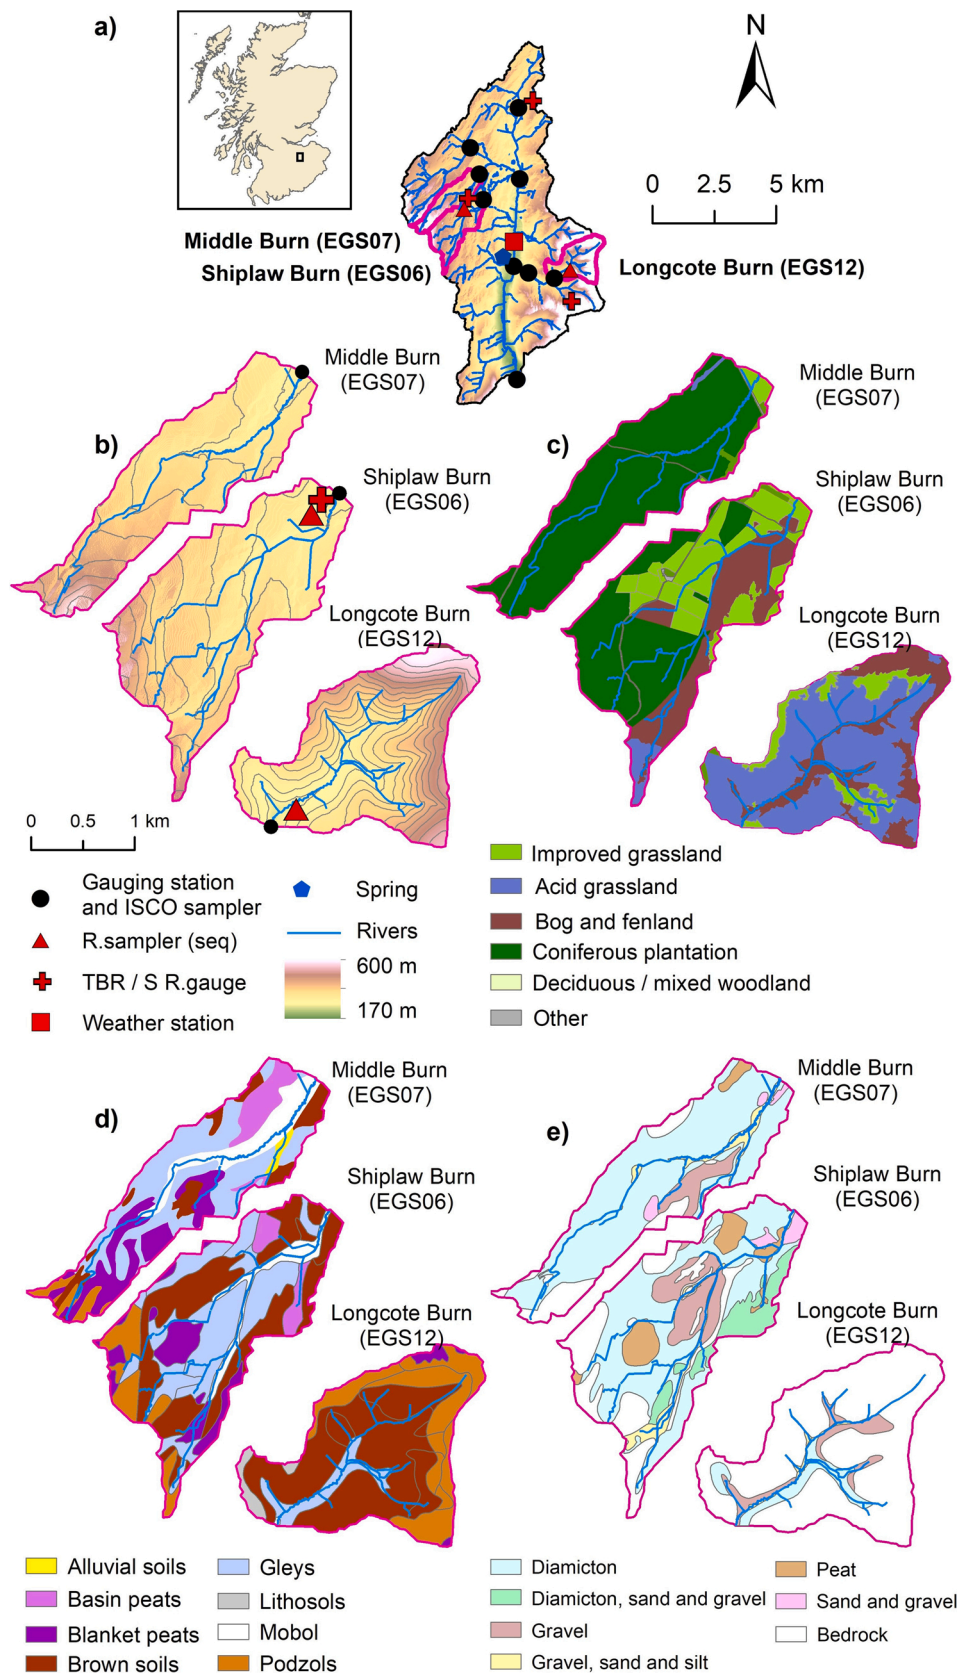 a)
N
0 2.5 5 km
Middle Burn (EGS07)
Shiplaw Burn (EGS06)
Longcote Burn (EGS12)
b)
Middle Burn
(EGS07)
Shiplaw Burn
(EGS06)
Longcote Burn
(EGS12)
0 0.5 1 km
c)
Middle Burn
(EGS07)
Shiplaw Burn
(EGS06)
Longcote Burn
(EGS12)
Gauging station
and ISCO sampler
R.sampler (seq)
TBR / S R.gauge
Weather station
Spring
Rivers
600 m
170 m
Improved grassland
Acid grassland
Bog and fenland
Coniferous plantation
Deciduous / mixed woodland
Other
d)
Middle Burn
(EGS07)
Shiplaw Burn
(EGS06)
Longcote Burn
(EGS12)
e)
Middle Burn
(EGS07)
Shiplaw Burn
(EGS06)
Longcote Burn
(EGS12)
Alluvial soils
Basin peats
Blanket peats
Brown soils
Gleys
Lithosols
Mobol
Podzols
Diamicton
Diamicton, sand and gravel
Gravel
Gravel, sand and silt
Peat
Sand and gravel
Bedrock